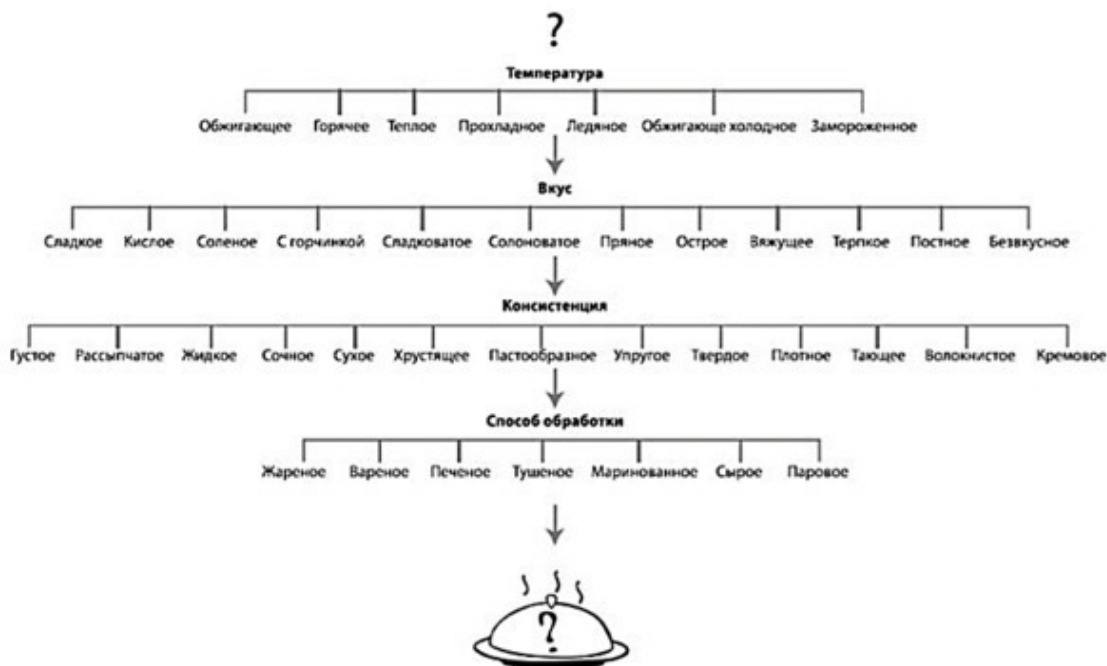 ?
Температура
Обжигающее Горячее Теплое Прохладное Ледяное Обжигающе холодное Замороженное
Вкус
Сладкое Кислое Соленое С горчинкой Сладковатое Солоноватое Пряное Острое Вяжущее Терпкое Постное Безвкусное
Консистенция
Густое Рассыпчатое Жидкое Сочное Сухое Хрустящее Пастообразное Упругое Твердое Плотное Тающее Волокнистое Кремовое
Способ обработки
Жареное Вареное Печеное Тушеное Маринованное Сырое Паровое
?